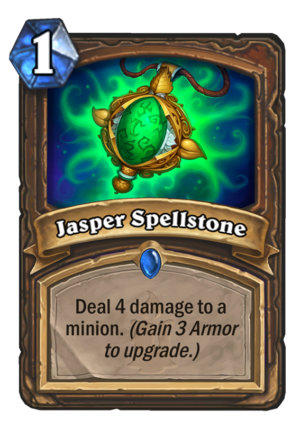 1
Jasper Spellstone
Deal 4 damage to a
minion. (Gain 3 Armor
to upgrade.)